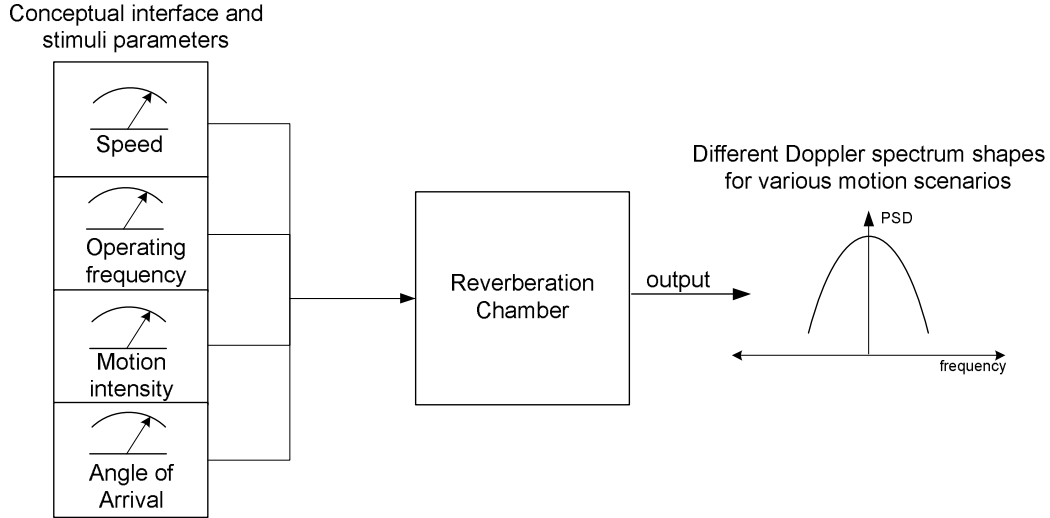 Conceptual interface and
stimuli parameters
Speed
Operating
frequency
Motion
intensity
Angle of
Arrival
Reverberation
Chamber
output
Different Doppler spectrum shapes
for various motion scenarios
PSD
frequency